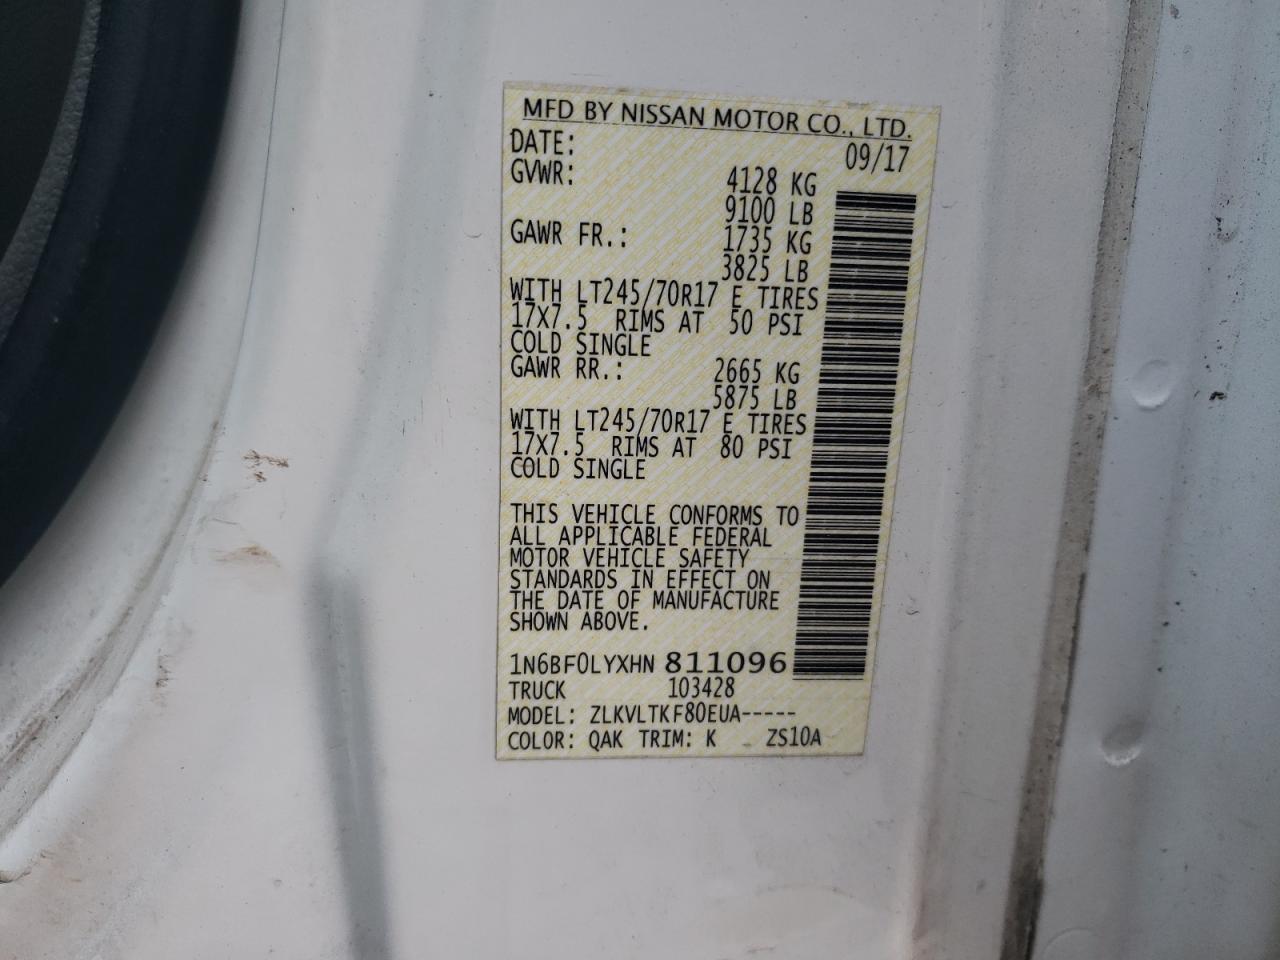 MFD BY NISSAN MOTOR CO., LTD.
DATE: 09/17
GVWR: 4128 KG
9100 LB
GAWR FR.: 1735 KG
3825 LB
WITH LT245/70R17 E TIRES
17X7.5 RIMS AT 50 PSI
COLD SINGLE
GAWR RR.: 2665 KG
5875 LB
WITH LT245/70R17 E TIRES
17X7.5 RIMS AT 80 PSI
COLD SINGLE
THIS VEHICLE CONFORMS TO
ALL APPLICABLE FEDERAL
MOTOR VEHICLE SAFETY
STANDARDS IN EFFECT ON
THE DATE OF MANUFACTURE
SHOWN ABOVE.
1N6BF0LYXHN 811096
TRUCK 103428
MODEL: ZLKVLTKF80EUA-----
COLOR: QAK TRIM: K ZS10A